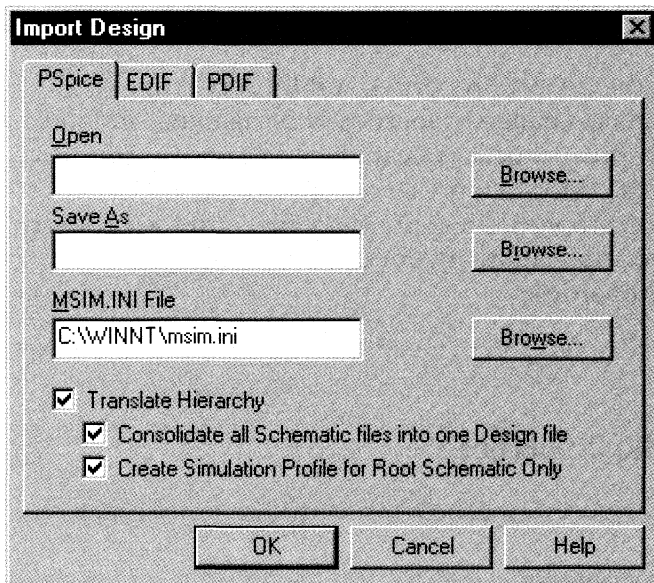 Import Design
PSpice EDIF PDIF
Open
Browse...
Save As
Browse...
MSIM.INI File
C:\WINNT\msim.ini
Browse...
Translate Hierarchy
Consolidate all Schematic files into one Design file
Create Simulation Profile for Root Schematic Only
OK Cancel Help